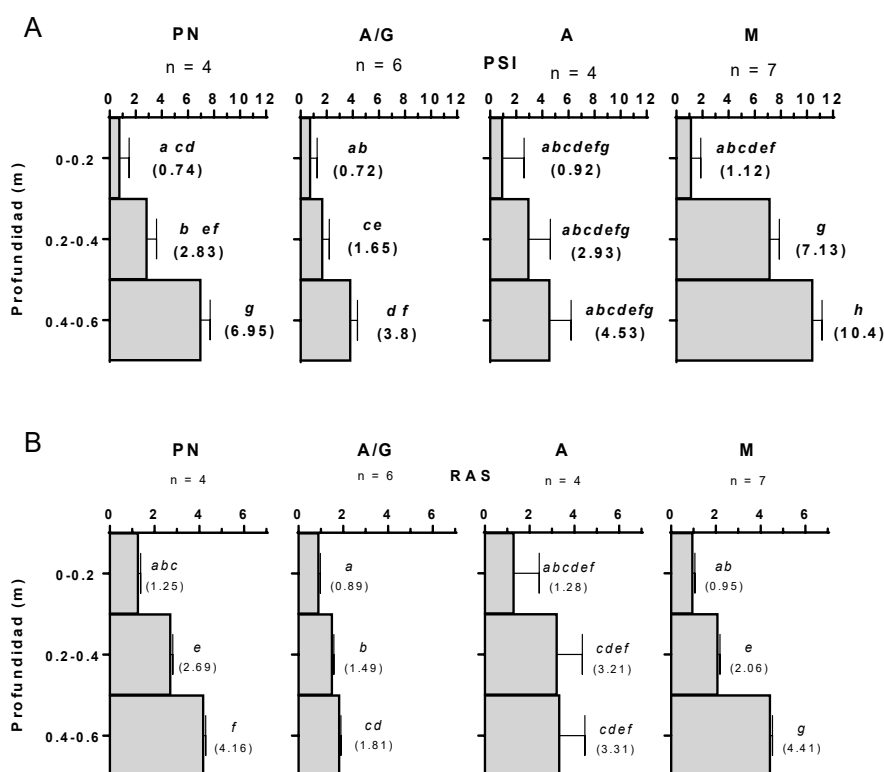 A
PN A/G A M
n = 4 n = 6 PSI n = 4 n = 7
0 2 4 6 8 10 12 0 2 4 6 8 10 12 0 2 4 6 8 10 12 0 2 4 6 8 10 12
0-0.2 a cd ab abcdefg abcdef
(0.74) (0.72) (0.92) (1.12)
0.2-0.4 b ef ce abcdefg g
(2.83) (1.65) (2.93) (7.13)
0.4-0.6 g d f abcdefg h
(6.95) (3.8) (4.53) (10.4)
Profundidad (m)
B
PN A/G A M
n = 4 n = 6 RAS n = 4 n = 7
0 2 4 6 0 2 4 6 0 2 4 6 0 2 4 6
0-0.2 abc a abcdef ab
(1.25) (0.89) (1.28) (0.95)
0.2-0.4 e b cdef e
(2.69) (1.49) (3.21) (2.06)
0.4-0.6 f cd cdef g
(4.16) (1.81) (3.31) (4.41)
Profundidad (m)